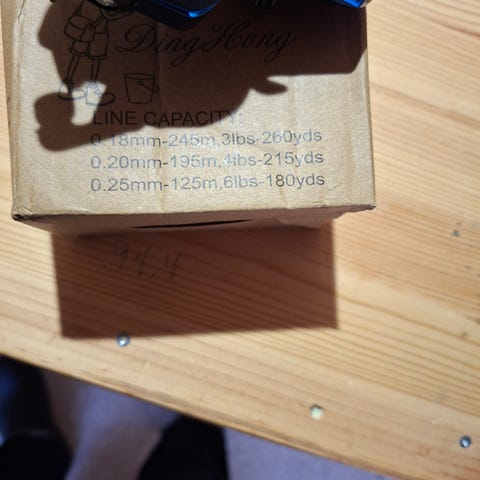 DingHong
LINE CAPACITY:
0.18mm-245m,3lbs-260yds
0.20mm-195m,4lbs-215yds
0.25mm-125m,6lbs-180yds